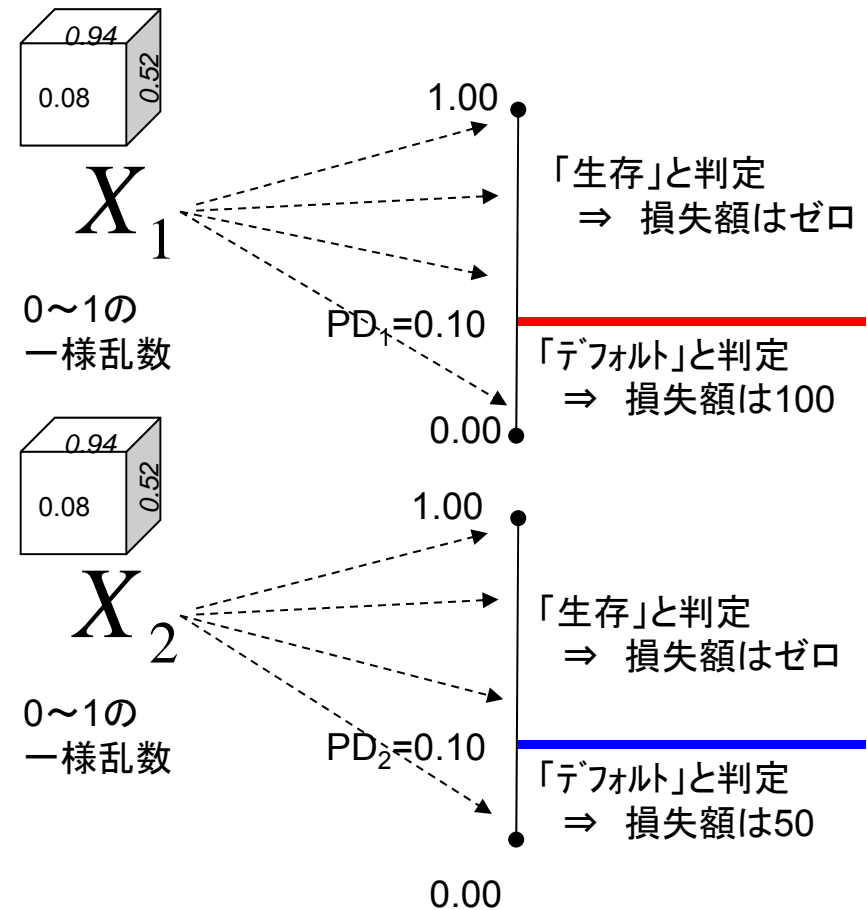 0.94
0.08
0.52
X1
0～1の
一様乱数
1.00
「生存」と判定
⇒ 損失額はゼロ
PD1=0.10
「デフォルト」と判定
⇒ 損失額は100
0.00
0.94
0.08
0.52
X2
0～1の
一様乱数
1.00
「生存」と判定
⇒ 損失額はゼロ
PD2=0.10
「デフォルト」と判定
⇒ 損失額は50
0.00